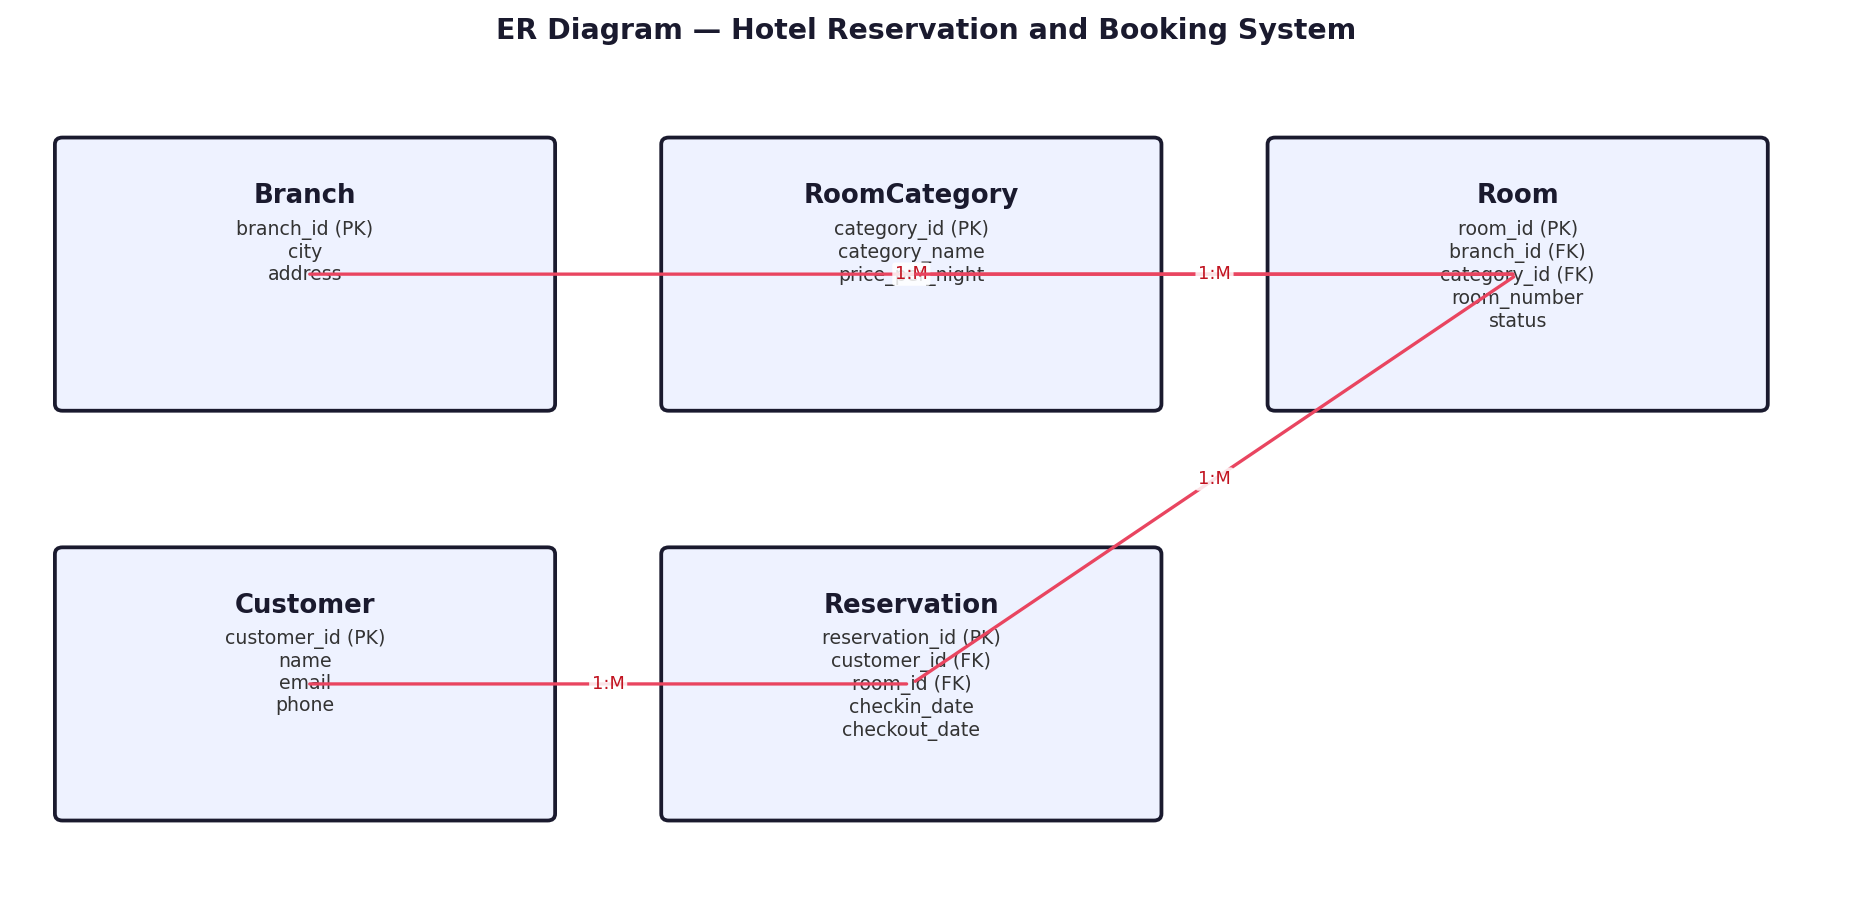 ER Diagram — Hotel Reservation and Booking System
Branch
branch_id (PK)
city
address
RoomCategory
category_id (PK)
category_name
price_ _night
1:M
1:M
Room
room_id (PK)
branch_id (FK)
category_id (FK)
room_number
status
1:M
Customer
customer_id (PK)
name
email
phone
1:M
Reservation
reservation_id (PK)
customer_id (FK)
room_id (FK)
checkin_date
checkout_date